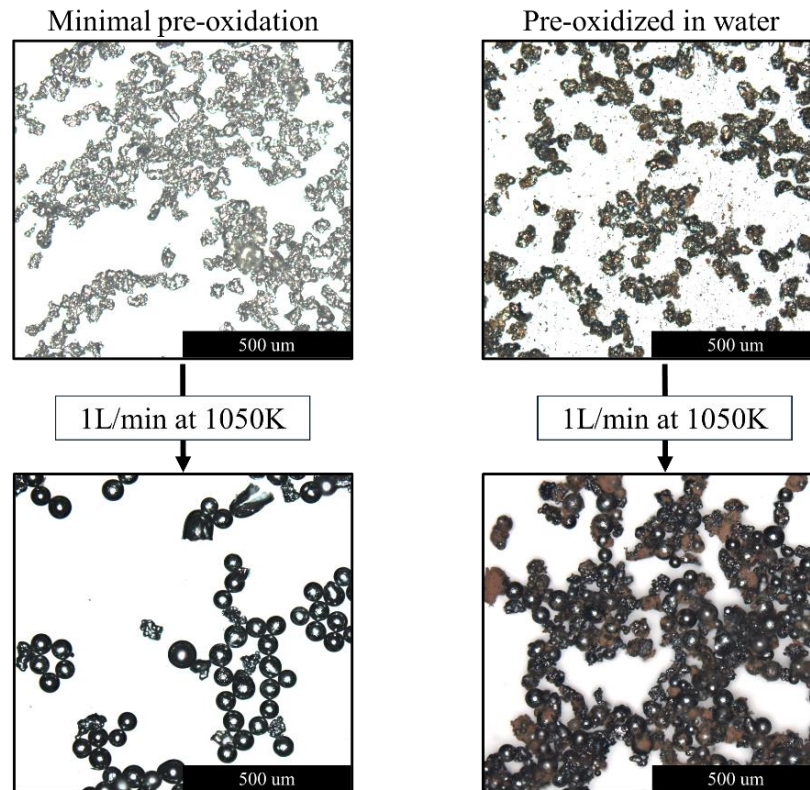 Minimal pre-oxidation
Pre-oxidized in water
500 um
500 um
1L/min at 1050K
1L/min at 1050K
500 um
500 um